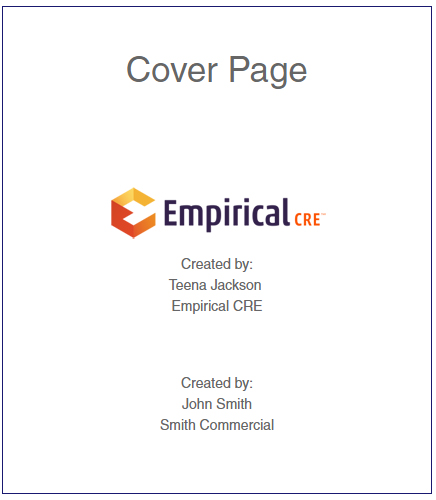 Cover Page
Empirical CRE™
Created by:
Teena Jackson
Empirical CRE
Created by:
John Smith
Smith Commercial